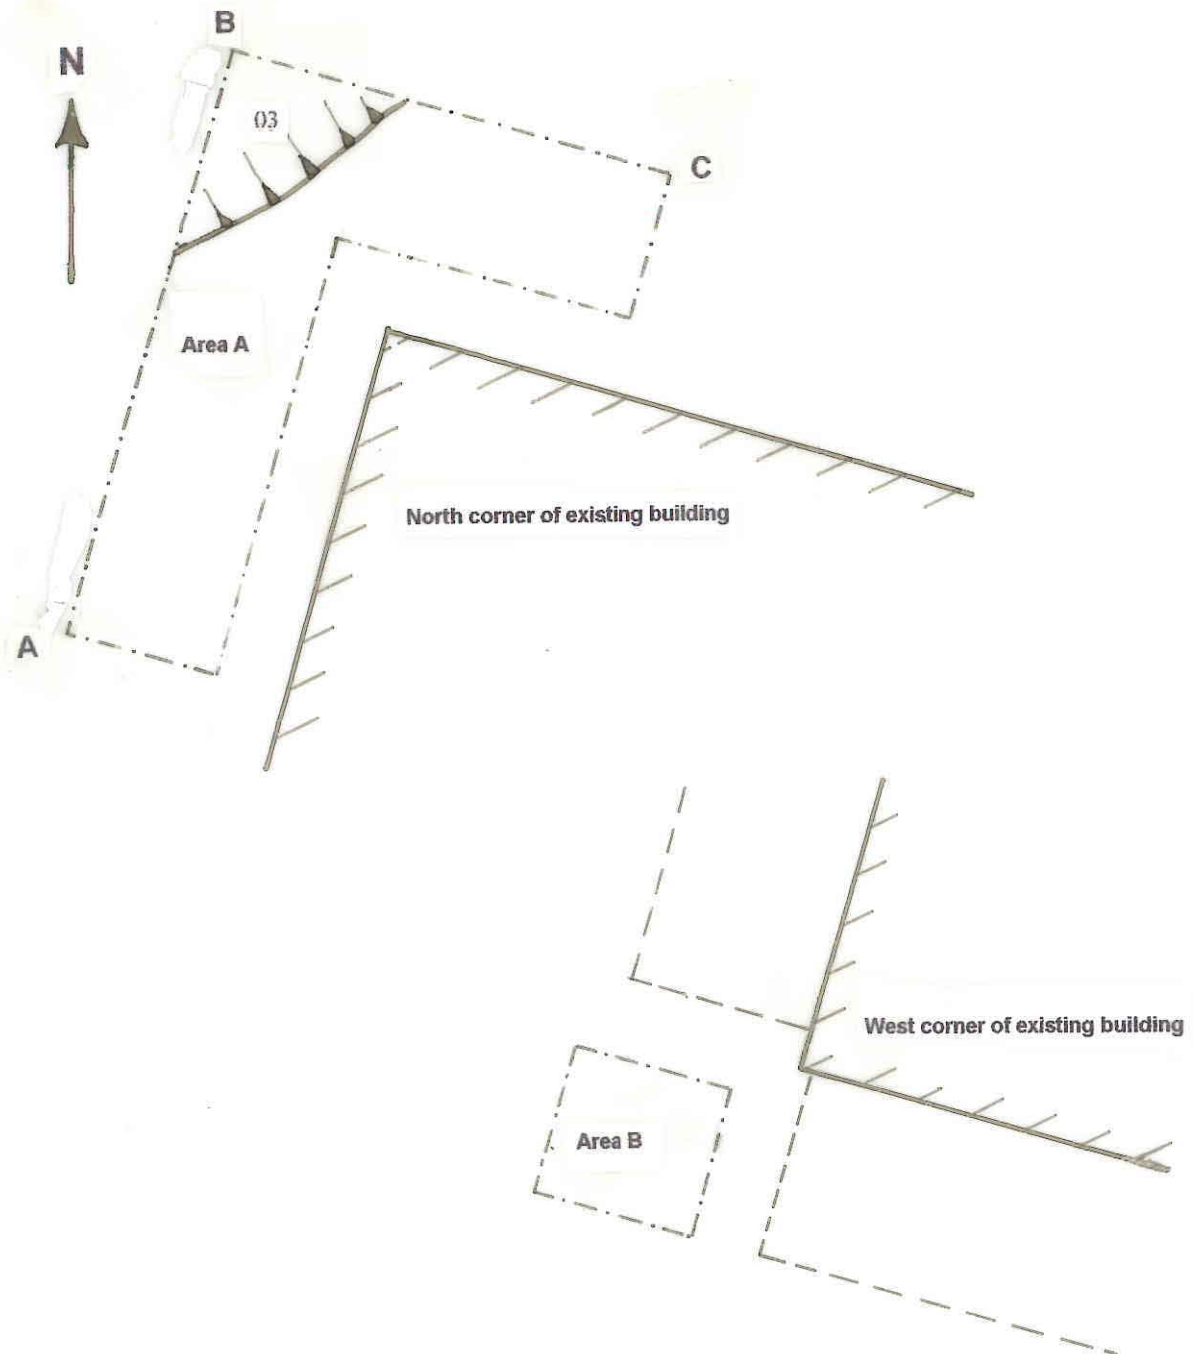 B
N
03
C
Area A
North corner of existing building
A
West corner of existing building
Area B